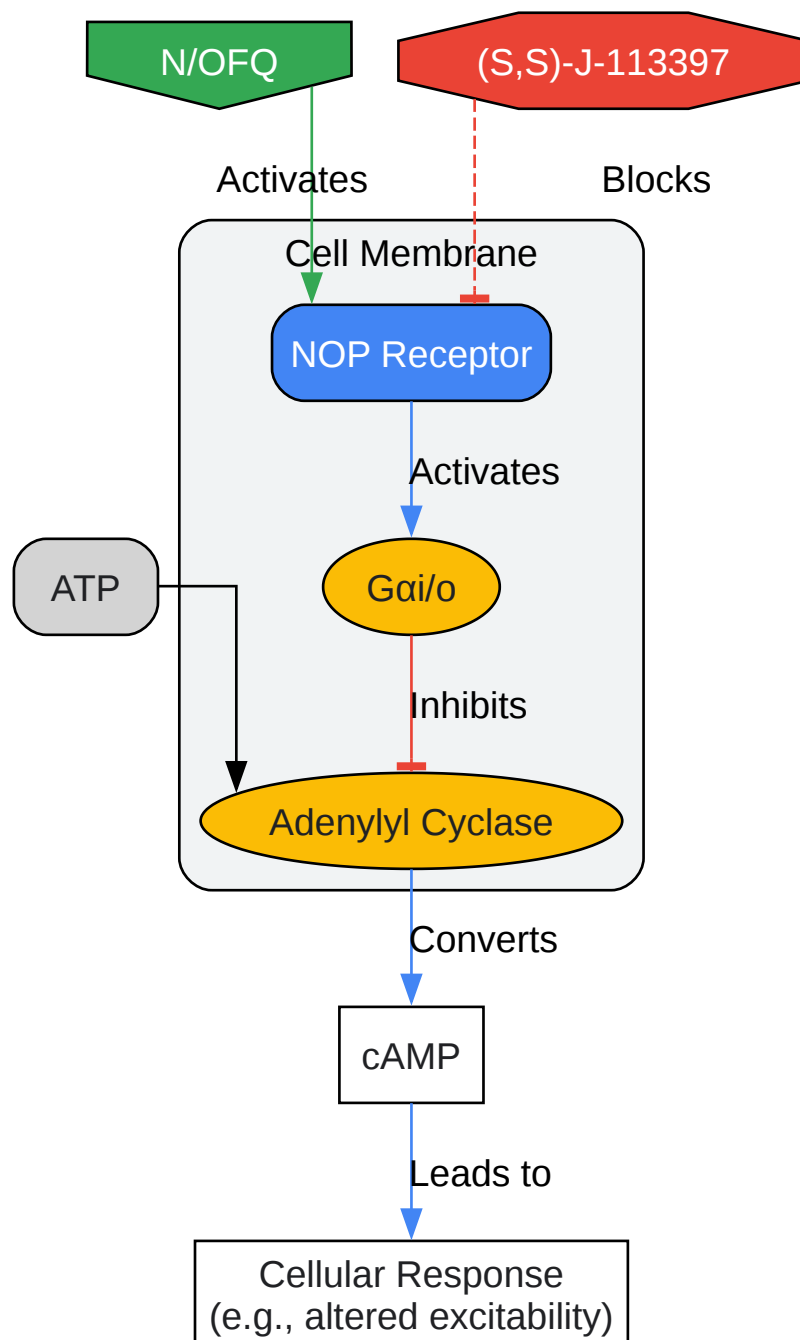 N/OFQ
(S,S)-J-113397
Activates
Blocks
Cell Membrane
NOP Receptor
Activates
ATP
Gαi/o
Inhibits
Adenylyl Cyclase
Converts
cAMP
Leads to
Cellular Response
(e.g., altered excitability)